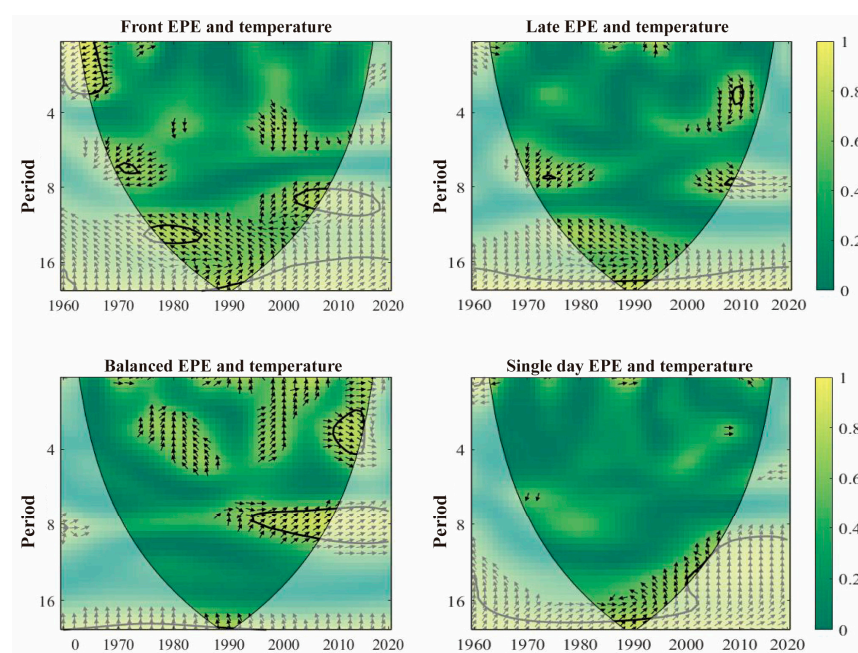 Front EPE and temperature
Late EPE and temperature
Period
4
8
16
1960 1970 1980 1990 2000 2010 2020
4
8
16
1960 1970 1980 1990 2000 2010 2020
1
0.8
0.6
0.4
0.2
0
Balanced EPE and temperature
Single day EPE and temperature
Period
4
8
16
0 1970 1980 1990 2000 2010 2020
Period
4
8
16
1960 1970 1980 1990 2000 2010 2020
1
0.8
0.6
0.4
0.2
0
Period